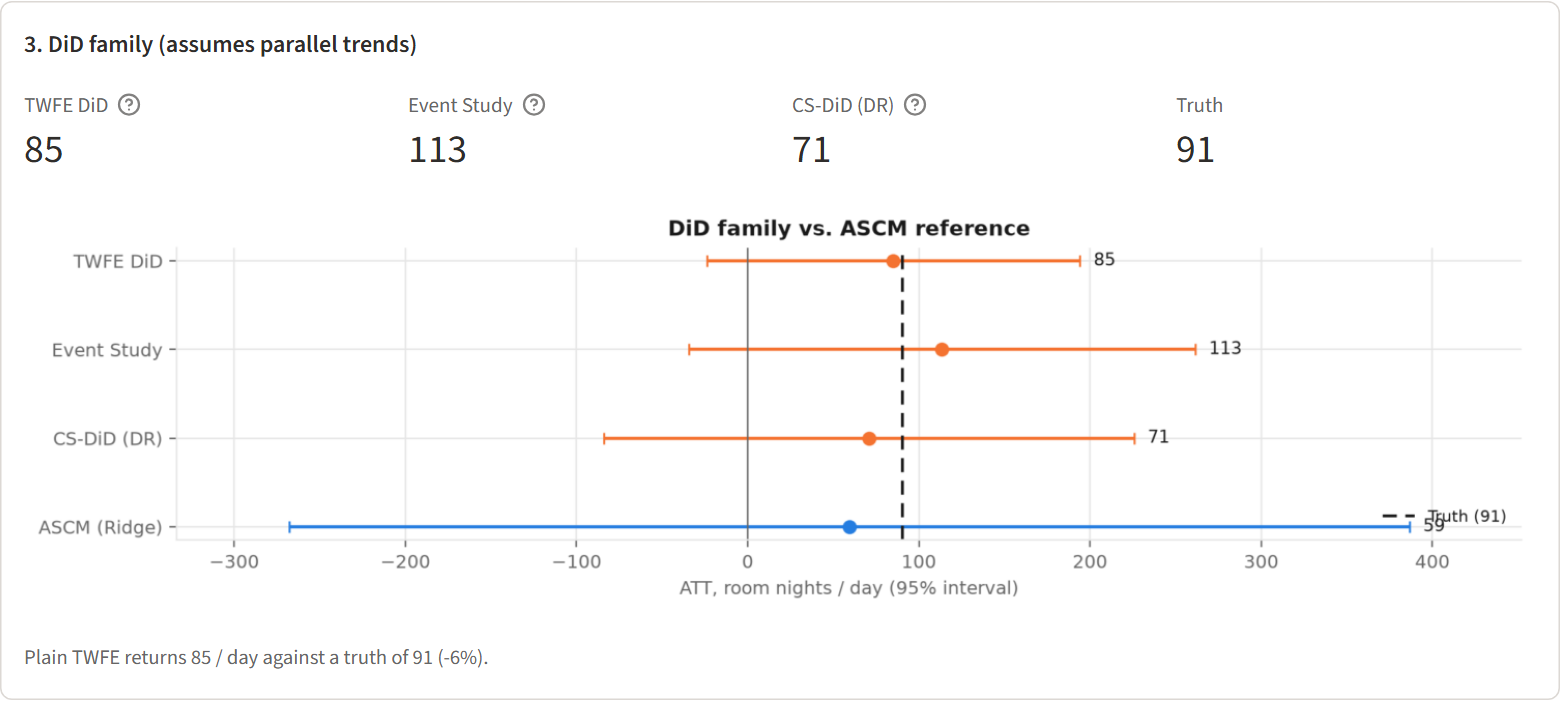 3. DiD family (assumes parallel trends)
TWFE DiD ?
Event Study ?
CS-DiD (DR) ?
Truth
85
113
71
91
DiD family vs. ASCM reference
TWFE DiD
85
Event Study
113
CS-DiD (DR)
71
ASCM (Ridge)
59
Truth (91)
−300
−200
−100
0
100
200
300
400
ATT, room nights / day (95% interval)
Plain TWFE returns 85 / day against a truth of 91 (-6%).